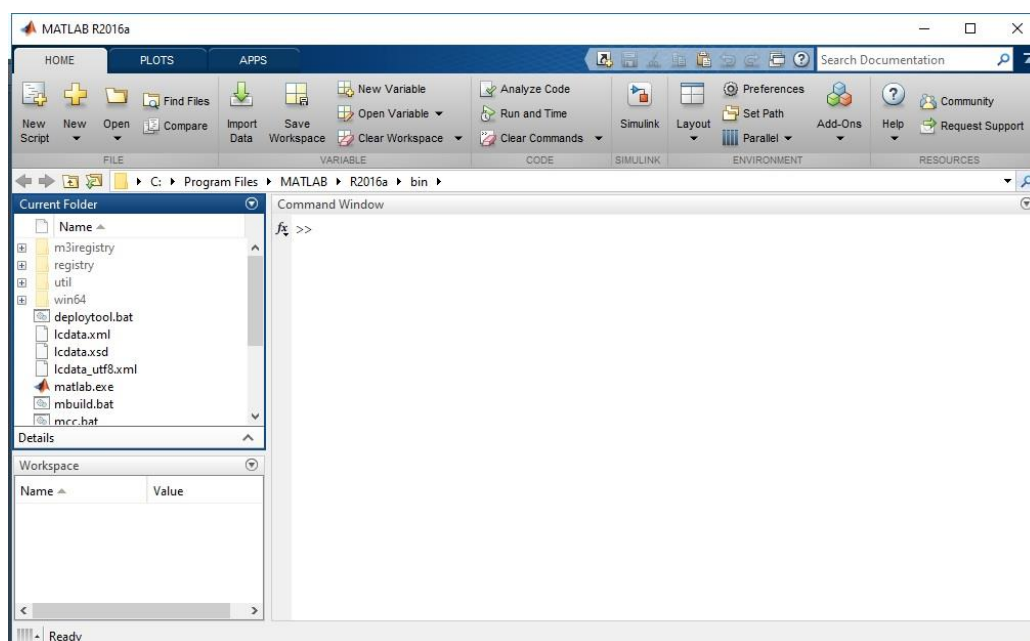 MATLAB R2016a
HOME PLOTS APPS Search Documentation
New Script
New
Open
Find Files
Compare
FILE
Import Data
Save Workspace
New Variable
Open Variable
Clear Workspace
VARIABLE
Analyze Code
Run and Time
Clear Commands
CODE
Simulink
SIMULINK
Layout
Preferences
Set Path
Parallel
Add-Ons
ENVIRONMENT
Help
Community
Request Support
RESOURCES
C: Program Files MATLAB R2016a bin
Current Folder
Name
m3iregistry
registry
util
win64
deploytool.bat
lcdata.xml
lcdata.xsd
lcdata_utf8.xml
matlab.exe
mbuild.bat
mcc.bat
Details
Workspace
Name Value
Command Window
fx >>
Ready